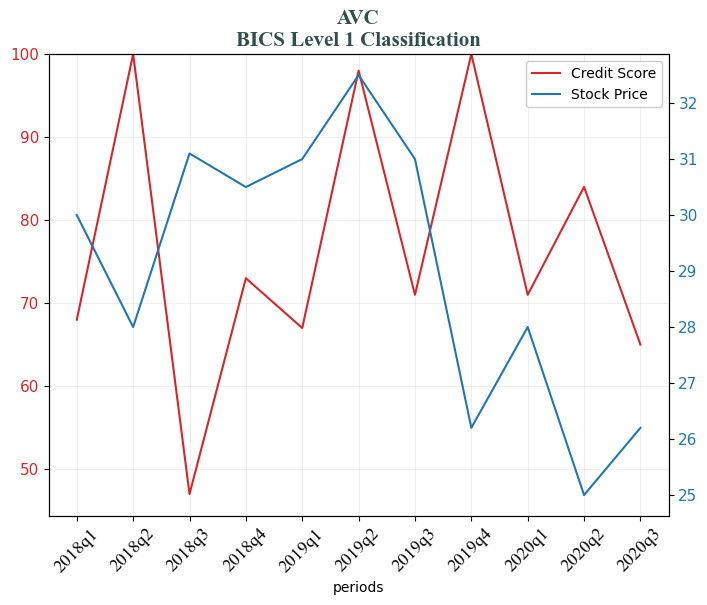 AVC
BICS Level 1 Classification
Credit Score
Stock Price
100
90
80
70
60
50
32
31
30
29
28
27
26
25
2018q1
2018q2
2018q3
2018q4
2019q1
2019q2
2019q3
2019q4
2020q1
2020q2
2020q3
periods